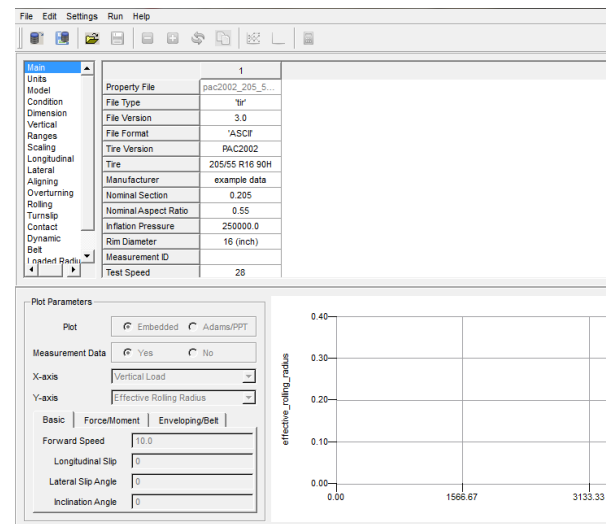 File Edit Settings Run Help
Main
Units
Model
Condition
Dimension
Vertical
Ranges
Scaling
Longitudinal
Lateral
Aligning
Overturning
Rolling
Turnslip
Contact
Dynamic
Belt
Loaded Radiu
1
Property File pac2002_205_5...
File Type 'tir'
File Version 3.0
File Format 'ASCII'
Tire Version PAC2002
Tire 205/55 R16 90H
Manufacturer example data
Nominal Section 0.205
Nominal Aspect Ratio 0.55
Inflation Pressure 250000.0
Rim Diameter 16 (inch)
Measurement ID
Test Speed 28
Plot Parameters
Plot Embedded Adams/PPT
Measurement Data Yes No
X-axis Vertical Load
Y-axis Effective Rolling Radius
Basic Force/Moment Enveloping/Belt
Forward Speed 10.0
Longitudinal Slip 0
Lateral Slip Angle 0
Inclination Angle 0
effective_rolling_radius
0.40
0.30
0.20
0.10
0.00
0.00 1566.67 3133.33